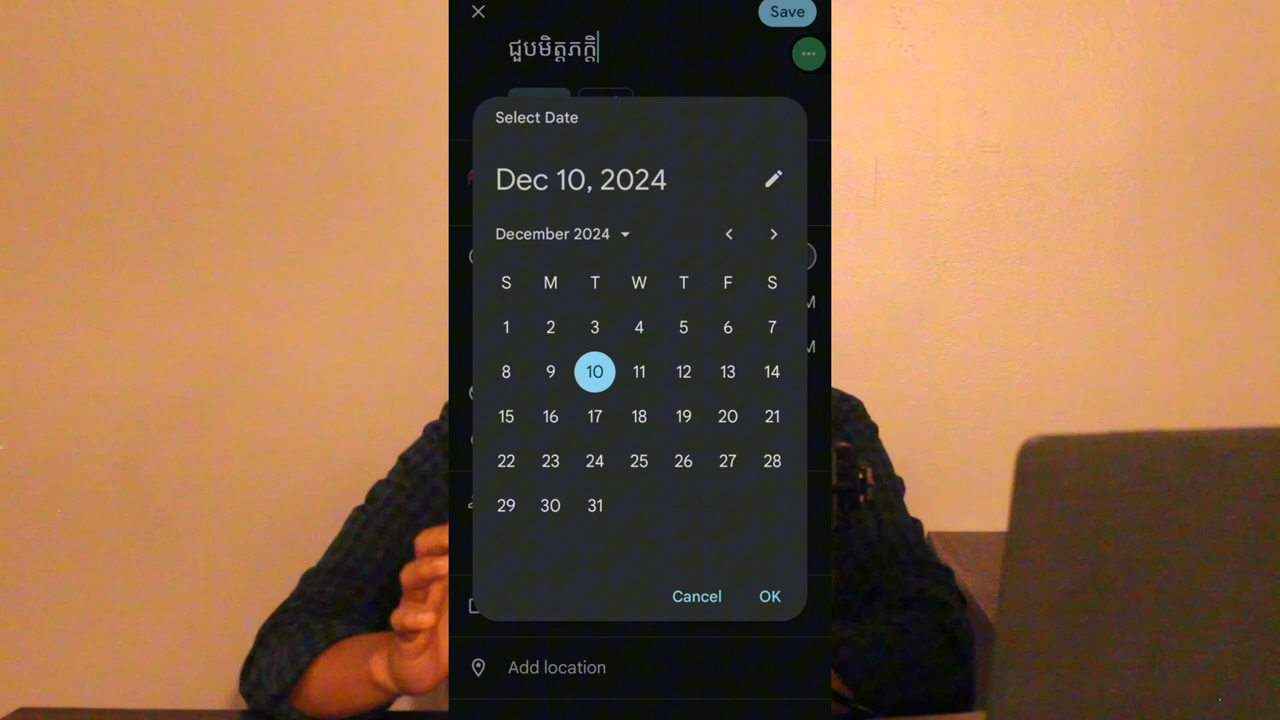 Save
ជួបមិត្តភក្តិ
Select Date
Dec 10, 2024
December 2024
S M T W T F S
1 2 3 4 5 6 7
8 9 10 11 12 13 14
15 16 17 18 19 20 21
22 23 24 25 26 27 28
29 30 31
Cancel OK
Add location